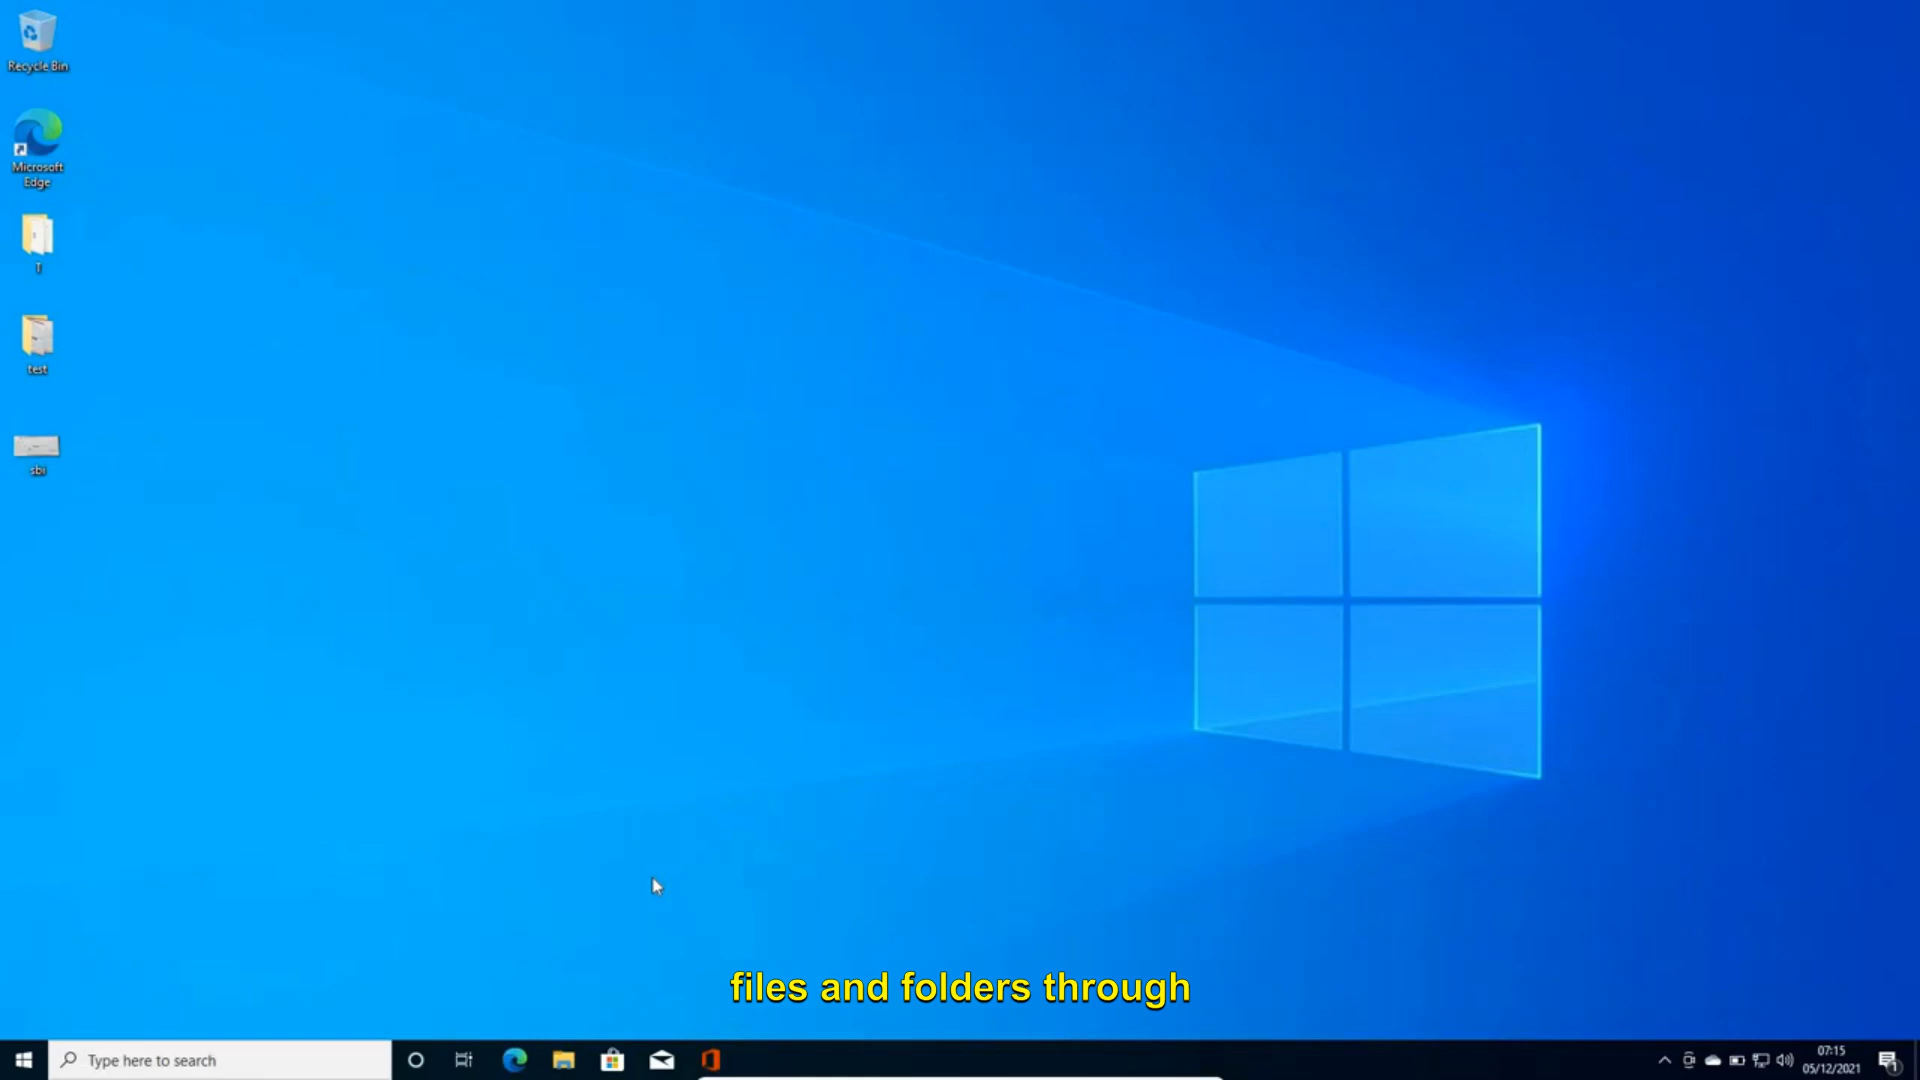 Recycle Bin
Microsoft
Edge
T
test
sbi
files and folders through
Type here to search
07:15
05/12/2021
1